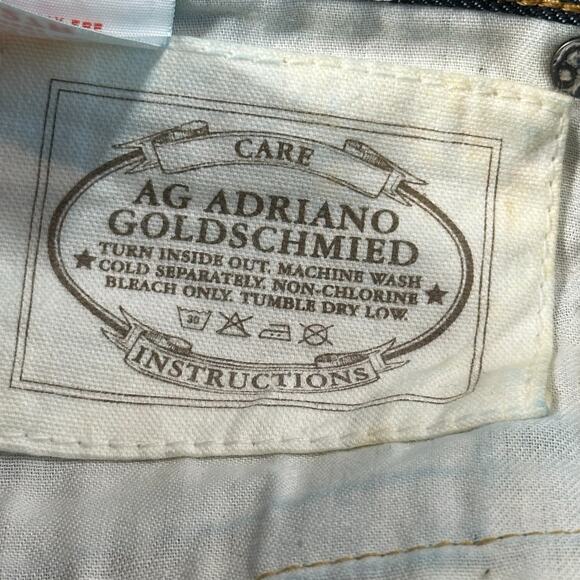 CARE
AG ADRIANO
GOLDSCHMIED
TURN INSIDE OUT. MACHINE WASH
COLD SEPARATELY. NON-CHLORINE
BLEACH ONLY. TUMBLE DRY LOW.
INSTRUCTIONS